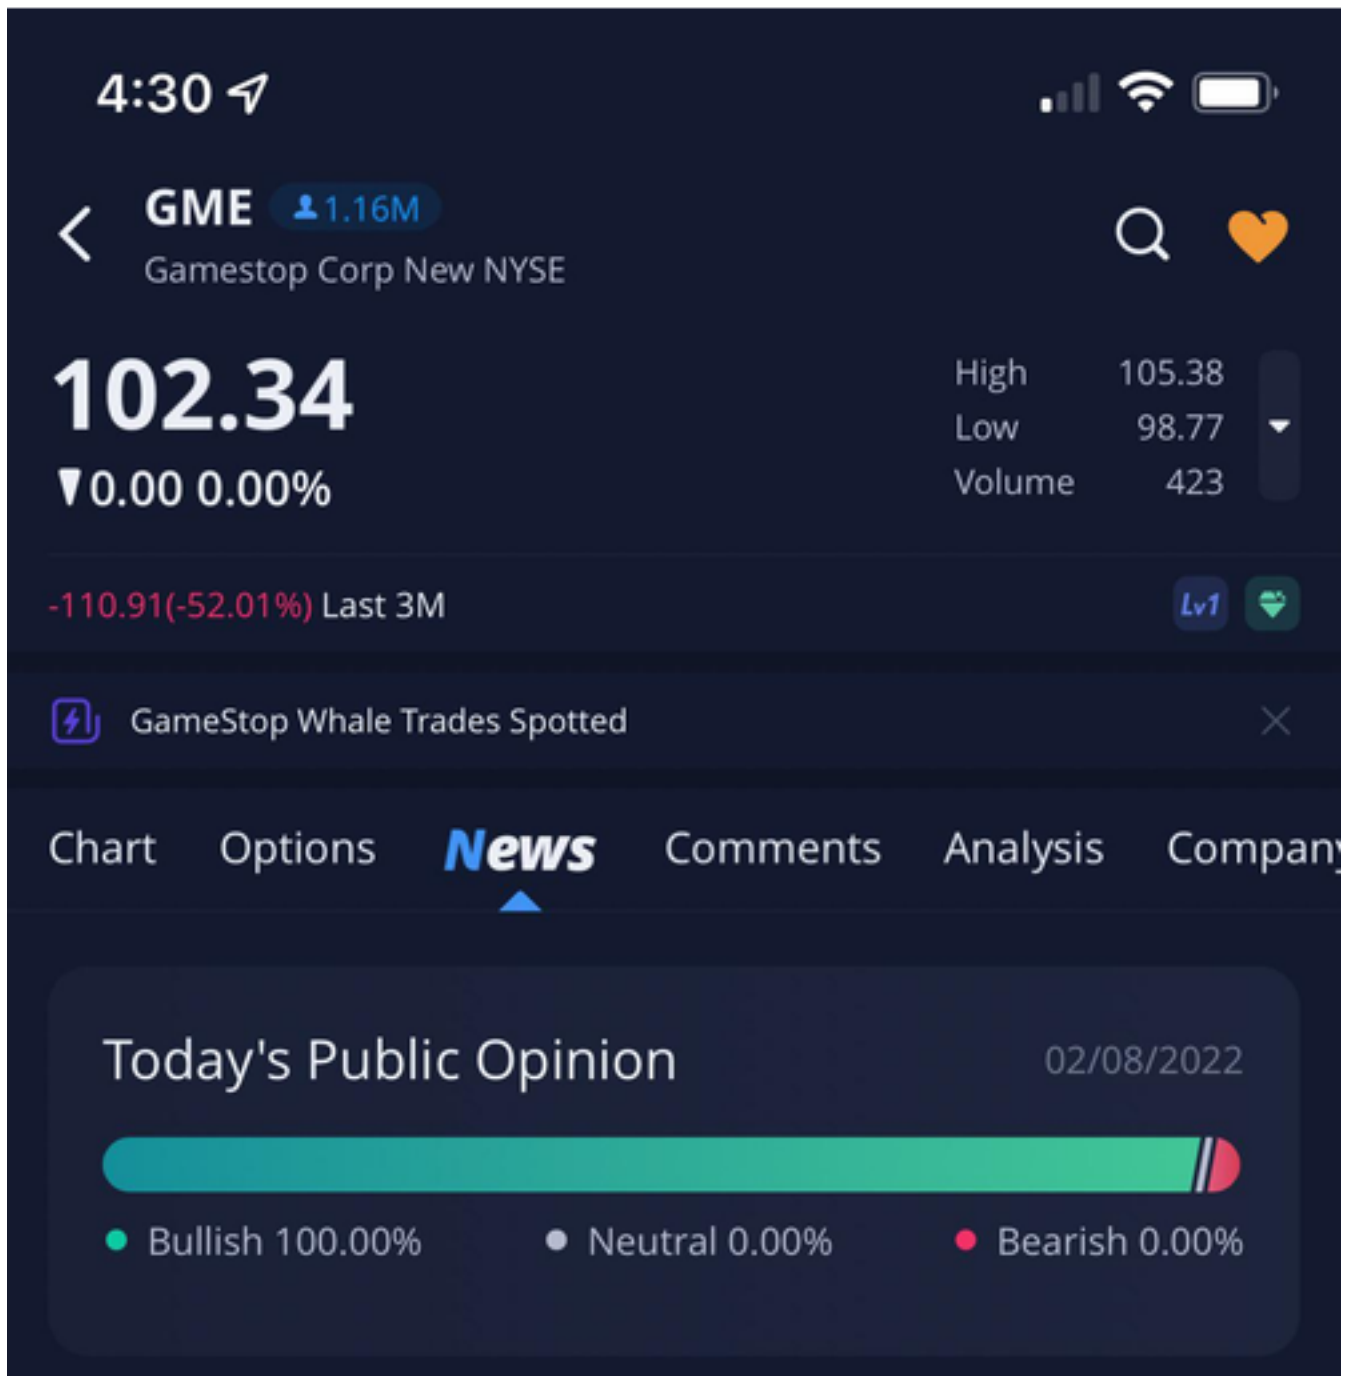 4:30
GME 1.16M
Gamestop Corp New NYSE
102.34
0.00 0.00%
High 105.38
Low 98.77
Volume 423
-110.91(-52.01%) Last 3M
Lv1
GameStop Whale Trades Spotted
Chart Options News Comments Analysis Company
Today's Public Opinion 02/08/2022
Bullish 100.00% Neutral 0.00% Bearish 0.00%